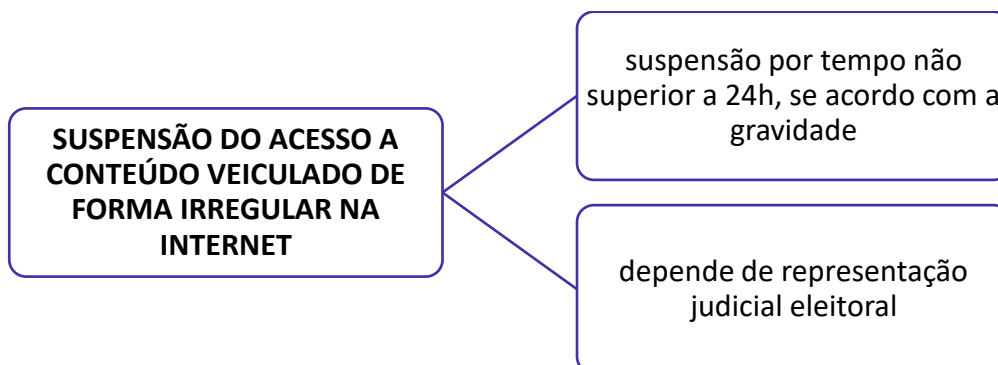 SUSPENSÃO DO ACESSO A
CONTEÚDO VEICULADO DE
FORMA IRREGULAR NA
INTERNET
suspensão por tempo não
superior a 24h, se acordo com a
gravidade
depende de representação
judicial eleitoral